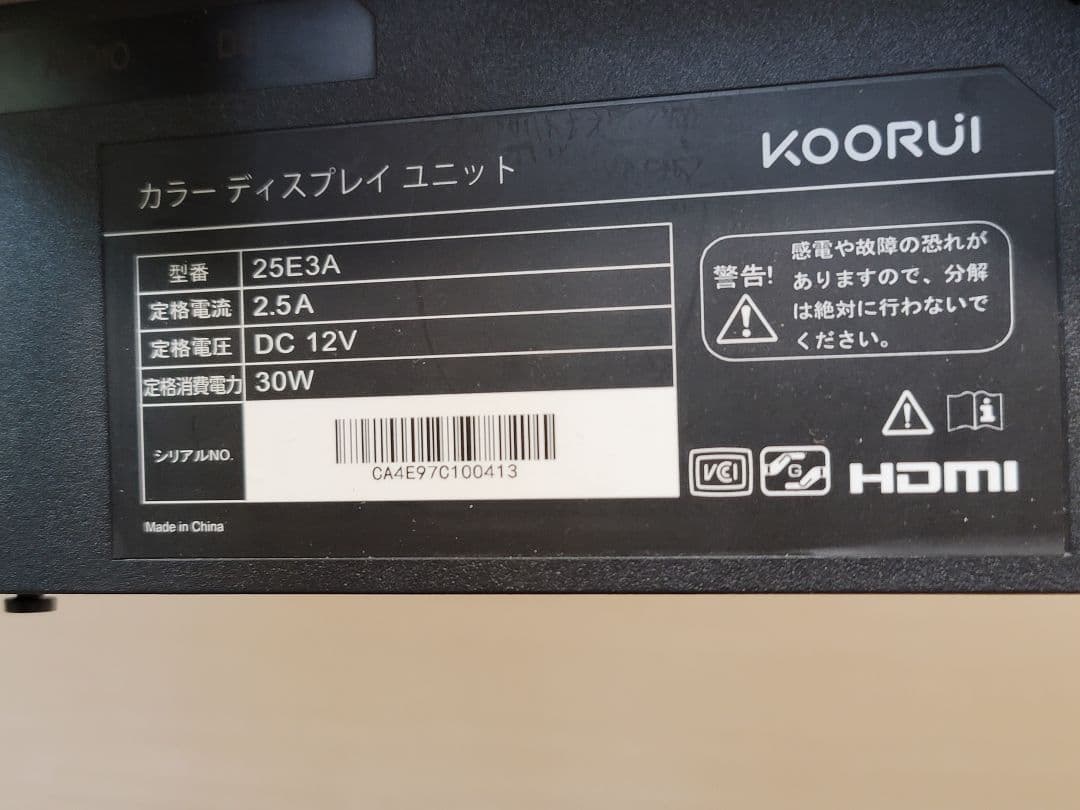 KOORUI
カラー ディスプレイ ユニット
型番 25E3A
定格電流 2.5A
定格電圧 DC 12V
定格消費電力 30W
シリアルNO.
CA4E97C100413
Made in China
警告!
感電や故障の恐れが
ありますので、分解
は絶対に行わないで
ください。
VCCI
G
HDMI